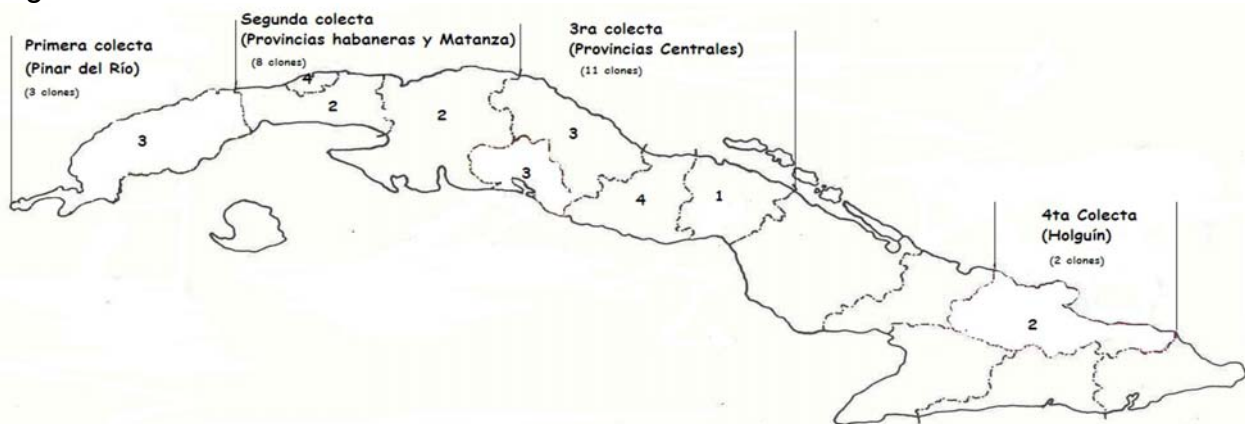 Primera colecta
(Pinar del Río)
(3 clones)
Segunda colecta
(Provincias habaneras y Matanza)
(8 clones)
3ra colecta
(Provincias Centrales)
(11 clones)
4ta Colecta
(Holguín)
(2 clones)
3
4
2
2
3
3
4
1
2